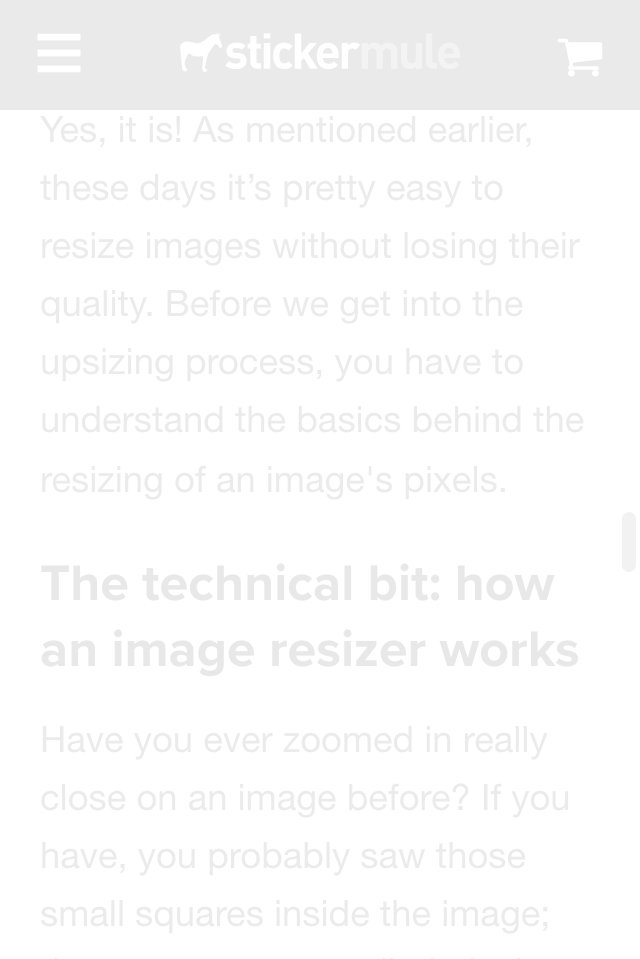 stickermule
Yes, it is! As mentioned earlier,
these days it’s pretty easy to
resize images without losing their
quality. Before we get into the
upsizing process, you have to
understand the basics behind the
resizing of an image's pixels.
The technical bit: how
an image resizer works
Have you ever zoomed in really
close on an image before? If you
have, you probably saw those
small squares inside the image;